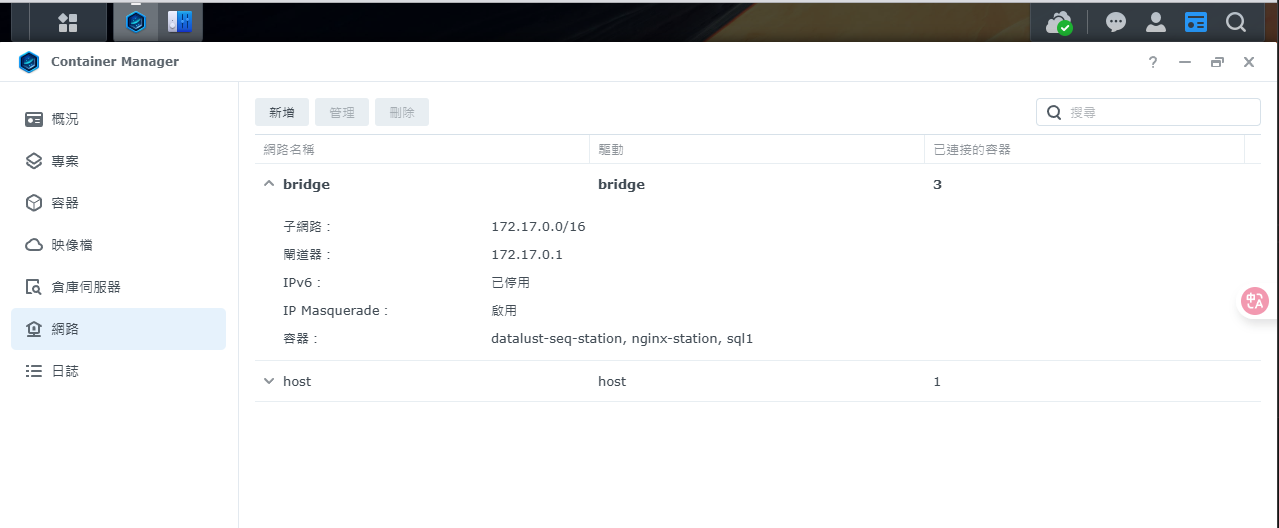 Container Manager
概況
專案
容器
映像檔
倉庫伺服器
網路
日誌
新增 管理 刪除 搜尋
網路名稱 驅動 已連接的容器
bridge bridge 3
子網路： 172.17.0.0/16
閘道器： 172.17.0.1
IPv6： 已停用
IP Masquerade： 啟用
容器： datalust-seq-station, nginx-station, sql1
host host 1